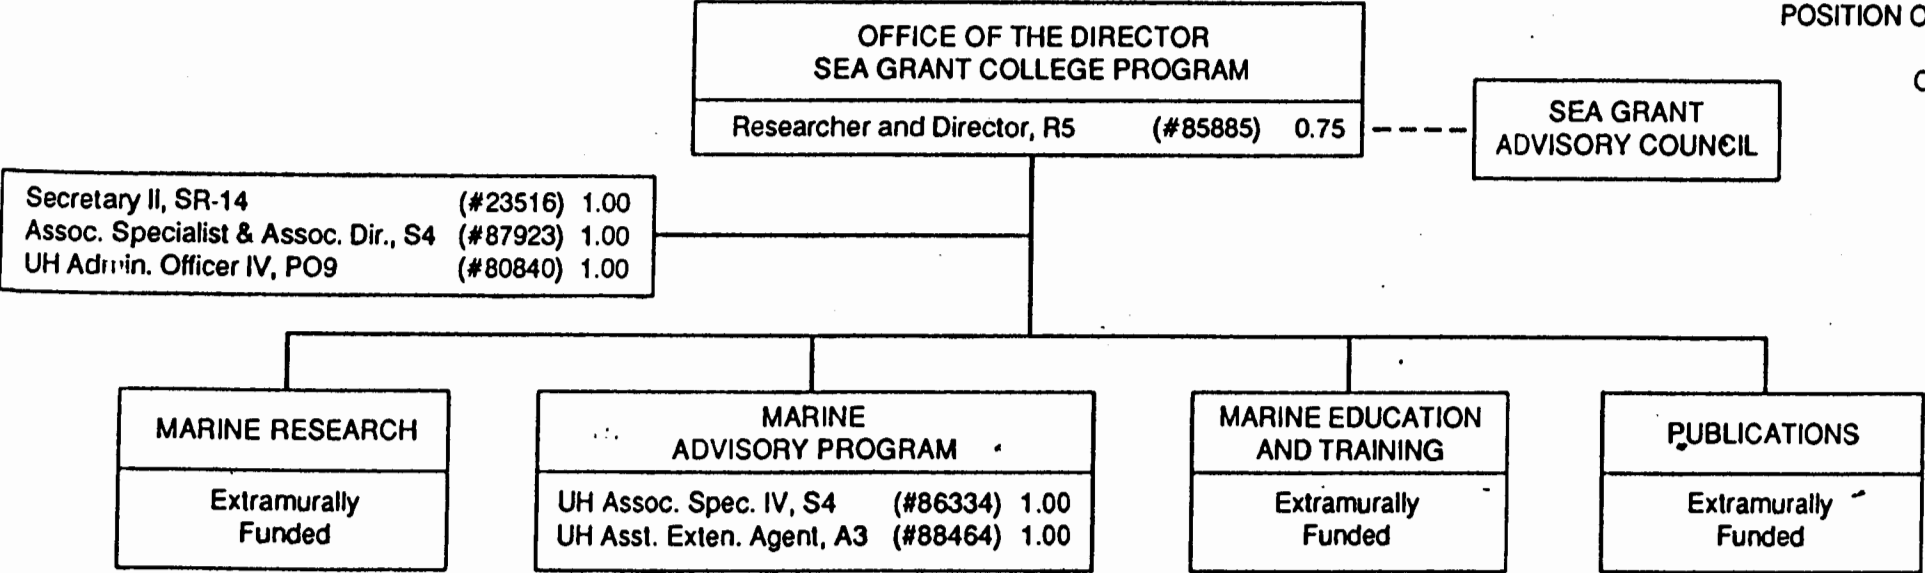 POSITION
OFFICE OF THE DIRECTOR
SEA GRANT COLLEGE PROGRAM
Researcher and Director, R5 (#85885) 0.75
SEA GRANT
ADVISORY COUNCIL
Secretary II, SR-14 (#23516) 1.00
Assoc. Specialist & Assoc. Dir., S4 (#87923) 1.00
UH Admin. Officer IV, PO9 (#80840) 1.00
MARINE RESEARCH
Extramurally
Funded
MARINE
ADVISORY PROGRAM
UH Assoc. Spec. IV, S4 (#86334) 1.00
UH Asst. Exten. Agent, A3 (#88464) 1.00
MARINE EDUCATION
AND TRAINING
Extramurally
Funded
PUBLICATIONS
Extramurally
Funded